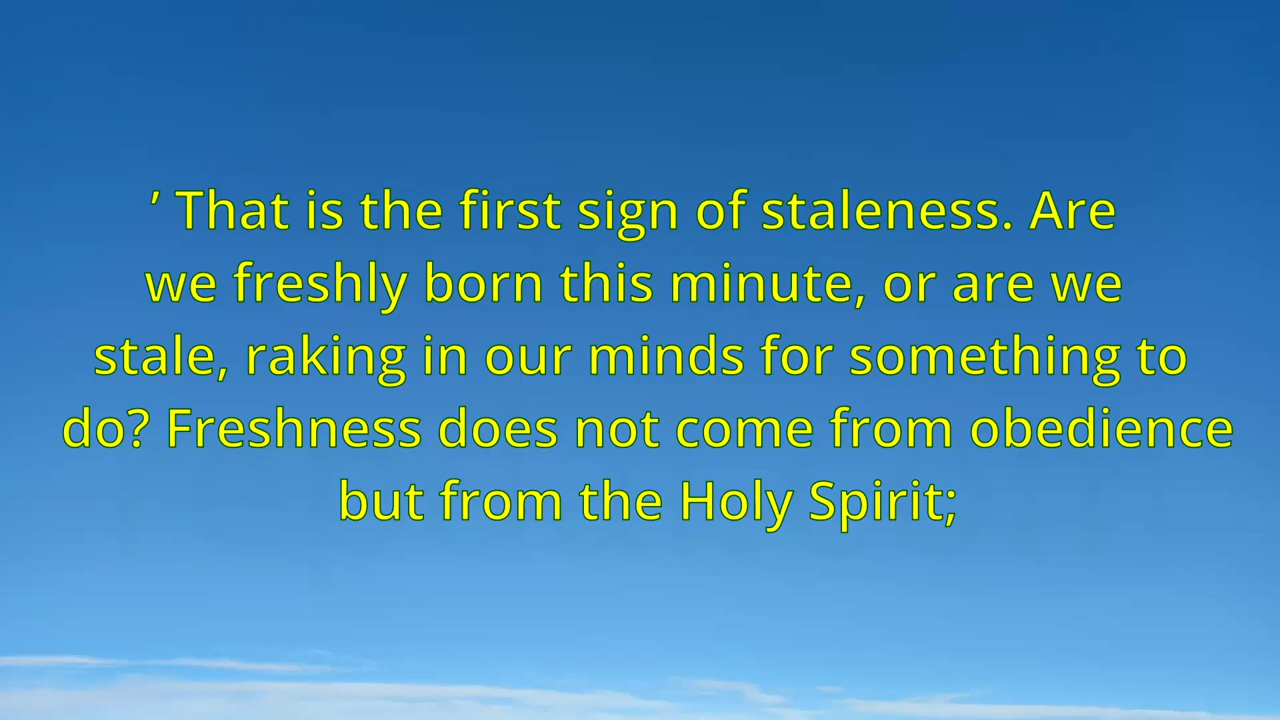 ’ That is the first sign of staleness. Are
we freshly born this minute, or are we
stale, raking in our minds for something to
do? Freshness does not come from obedience
but from the Holy Spirit;